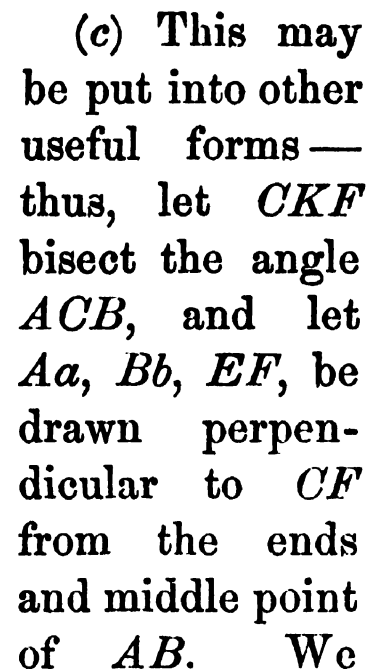 (c) This may
be put into other
useful forms—
thus, let CKF
bisect the angle
ACB, and let
Aa, Bb, EF, be
drawn perpen-
dicular to CF
from the ends
and middle point
of AB. We